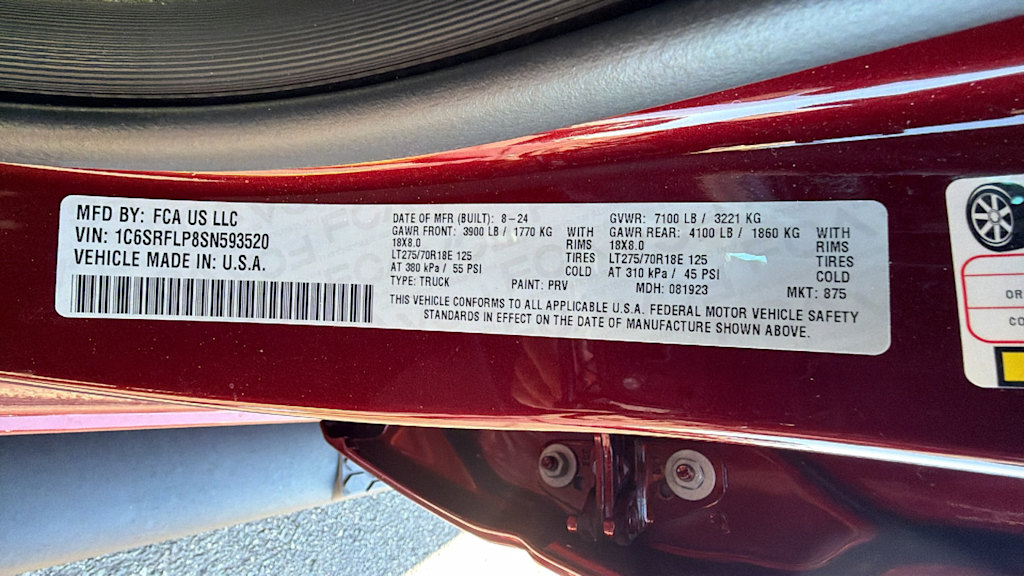 MFD BY: FCA US LLC
VIN: 1C6SRFLP8SN593520
VEHICLE MADE IN: U.S.A.
DATE OF MFR (BUILT): 8-24 GVWR: 7100 LB / 3221 KG
GAWR FRONT: 3900 LB / 1770 KG WITH GAWR REAR: 4100 LB / 1860 KG WITH
18X8.0 RIMS 18X8.0 RIMS
LT275/70R18E 125 TIRES LT275/70R18E 125 TIRES
AT 380 kPa / 55 PSI COLD AT 310 kPa / 45 PSI COLD
TYPE: TRUCK PAINT: PRV MDH: 081923 MKT: 875
THIS VEHICLE CONFORMS TO ALL APPLICABLE U.S.A. FEDERAL MOTOR VEHICLE SAFETY
STANDARDS IN EFFECT ON THE DATE OF MANUFACTURE SHOWN ABOVE.